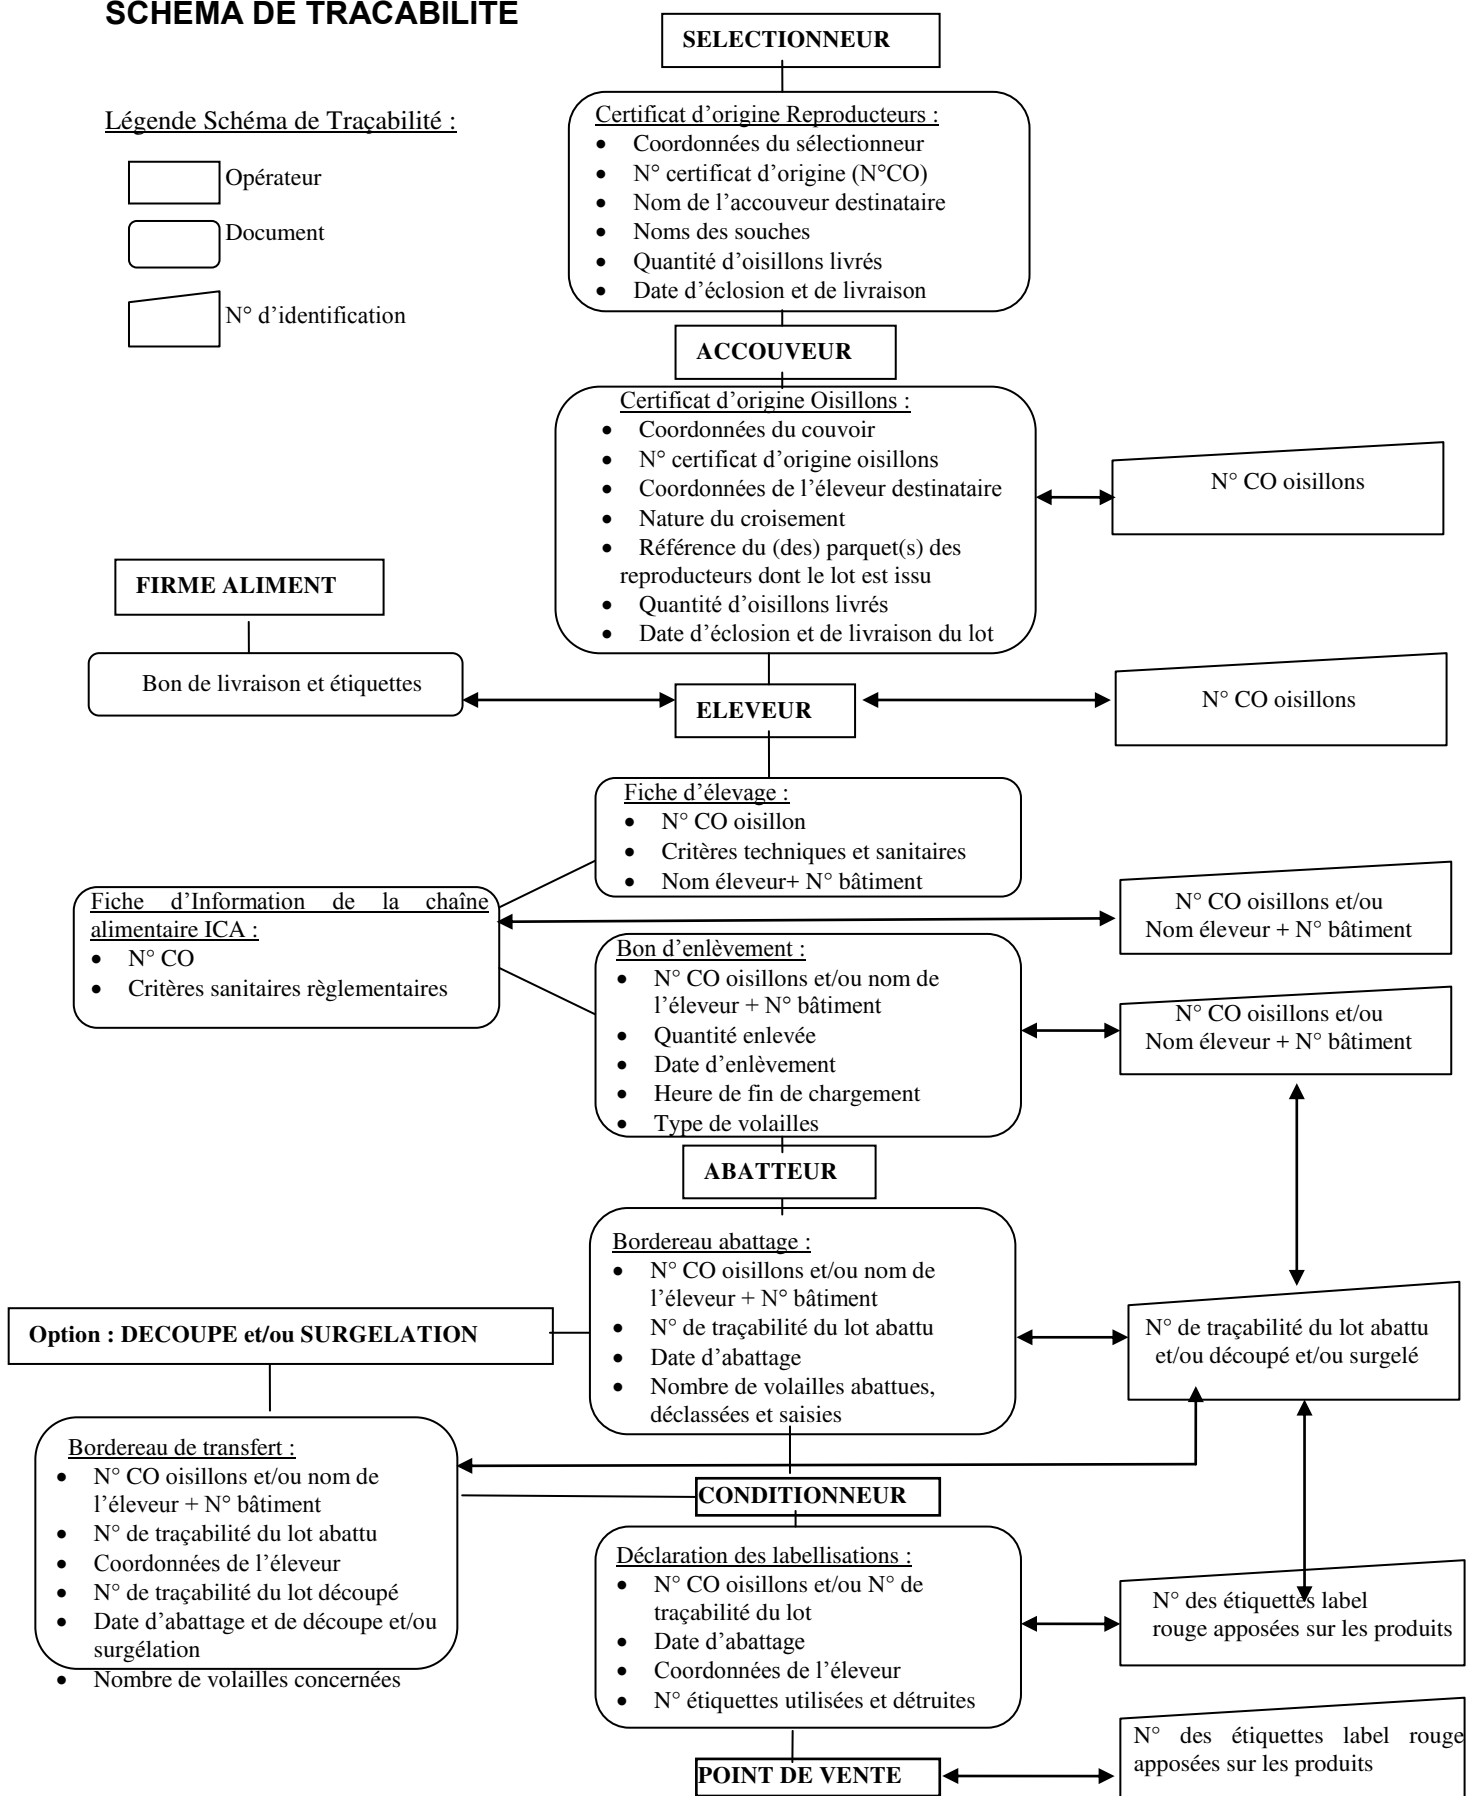 SCHEMA DE TRACABILITE
SELECTIONNEUR
Légende Schéma de Traçabilité :
Opérateur
Document
N° d'identification
Certificat d'origine Reproducteurs :
• Coordonnées du sélectionneur
• N° certificat d'origine (N°CO)
• Nom de l'accouveur destinataire
• Noms des souches
• Quantité d'oisillons livrés
• Date d'éclosion et de livraison
ACCOUVEUR
Certificat d'origine Oisillons :
• Coordonnées du couvoir
• N° certificat d'origine oisillons
• Coordonnées de l'éleveur destinataire
• Nature du croisement
• Référence du (des) parquet(s) des
reproducteurs dont le lot est issu
• Quantité d'oisillons livrés
• Date d'éclosion et de livraison du lot
N° CO oisillons
FIRME ALIMENT
Bon de livraison et étiquettes
ELEVEUR
N° CO oisillons
Fiche d'élevage :
• N° CO oisillon
• Critères techniques et sanitaires
• Nom éleveur+ N° bâtiment
Fiche d'Information de la chaîne
alimentaire ICA :
• N° CO
• Critères sanitaires règlementaires
N° CO oisillons et/ou
Nom éleveur + N° bâtiment
Bon d'enlèvement :
• N° CO oisillons et/ou nom de
l'éleveur + N° bâtiment
• Quantité enlevée
• Date d'enlèvement
• Heure de fin de chargement
• Type de volailles
N° CO oisillons et/ou
Nom éleveur + N° bâtiment
ABATTEUR
Bordereau abattage :
• N° CO oisillons et/ou nom de
l'éleveur + N° bâtiment
• N° de traçabilité du lot abattu
• Date d'abattage
• Nombre de volailles abattues,
déclassées et saisies
Option : DECOUPE et/ou SURGELATION
N° de traçabilité du lot abattu
et/ou découpé et/ou surgelé
Bordereau de transfert :
• N° CO oisillons et/ou nom de
l'éleveur + N° bâtiment
• N° de traçabilité du lot abattu
• Coordonnées de l'éleveur
• N° de traçabilité du lot découpé
• Date d'abattage et de découpe et/ou
surgélation
• Nombre de volailles concernées
CONDITIONNEUR
Déclaration des labellisations :
• N° CO oisillons et/ou N° de
traçabilité du lot
• Date d'abattage
• Coordonnées de l'éleveur
• N° étiquettes utilisées et détruites
N° des étiquettes label
rouge apposées sur les produits
POINT DE VENTE
N° des étiquettes label rouge
apposées sur les produits